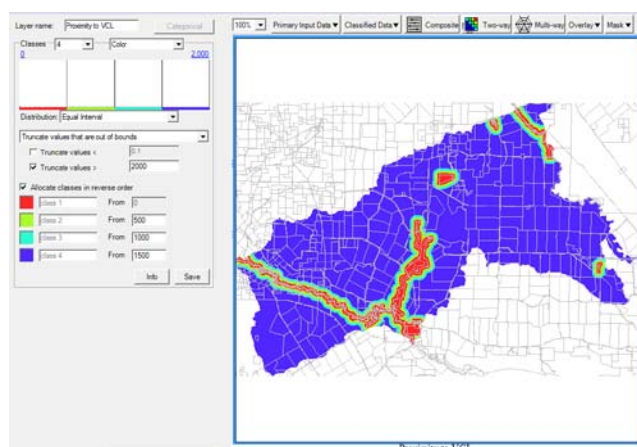 Layer name: Proximity to VCL Categorical
Classes 4 Color
0 2,000
Distribution: Equal Interval
Truncate values that are out of bounds
Truncate values < 0.1
Truncate values > 2000
Allocate classes in reverse order
class 1 From 0
class 2 From 500
class 3 From 1000
class 4 From 1500
Info Save
100% Primary Input Data Classified Data Composite Two-way Multi-way Overlay Mask
Proximity to VCL